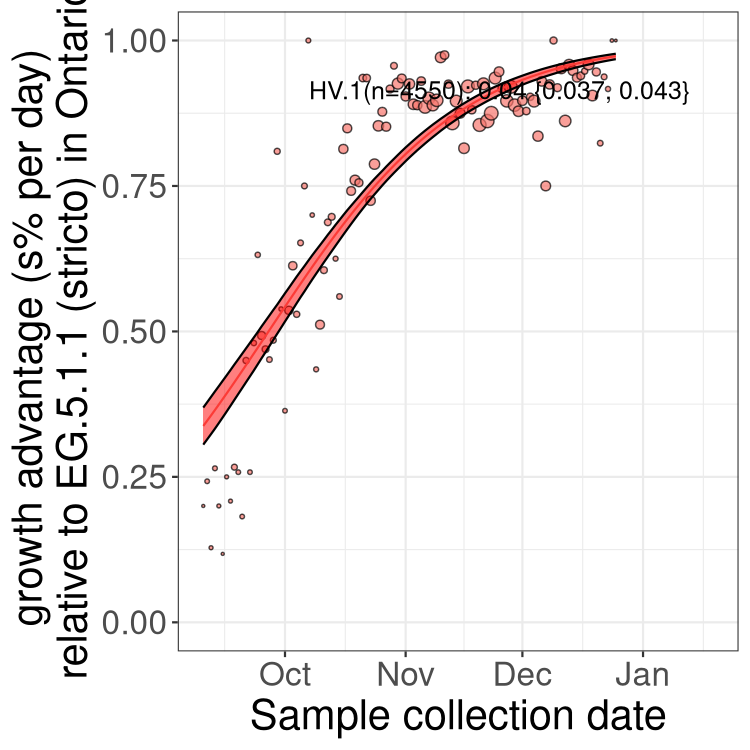 growth advantage (s% per day)
relative to EG.5.1.1 (stricto) in Ontario
1.00
0.75
0.50
0.25
0.00
HV.1(n=4550): 0.04 {0.037, 0.043}
Oct Nov Dec Jan
Sample collection date